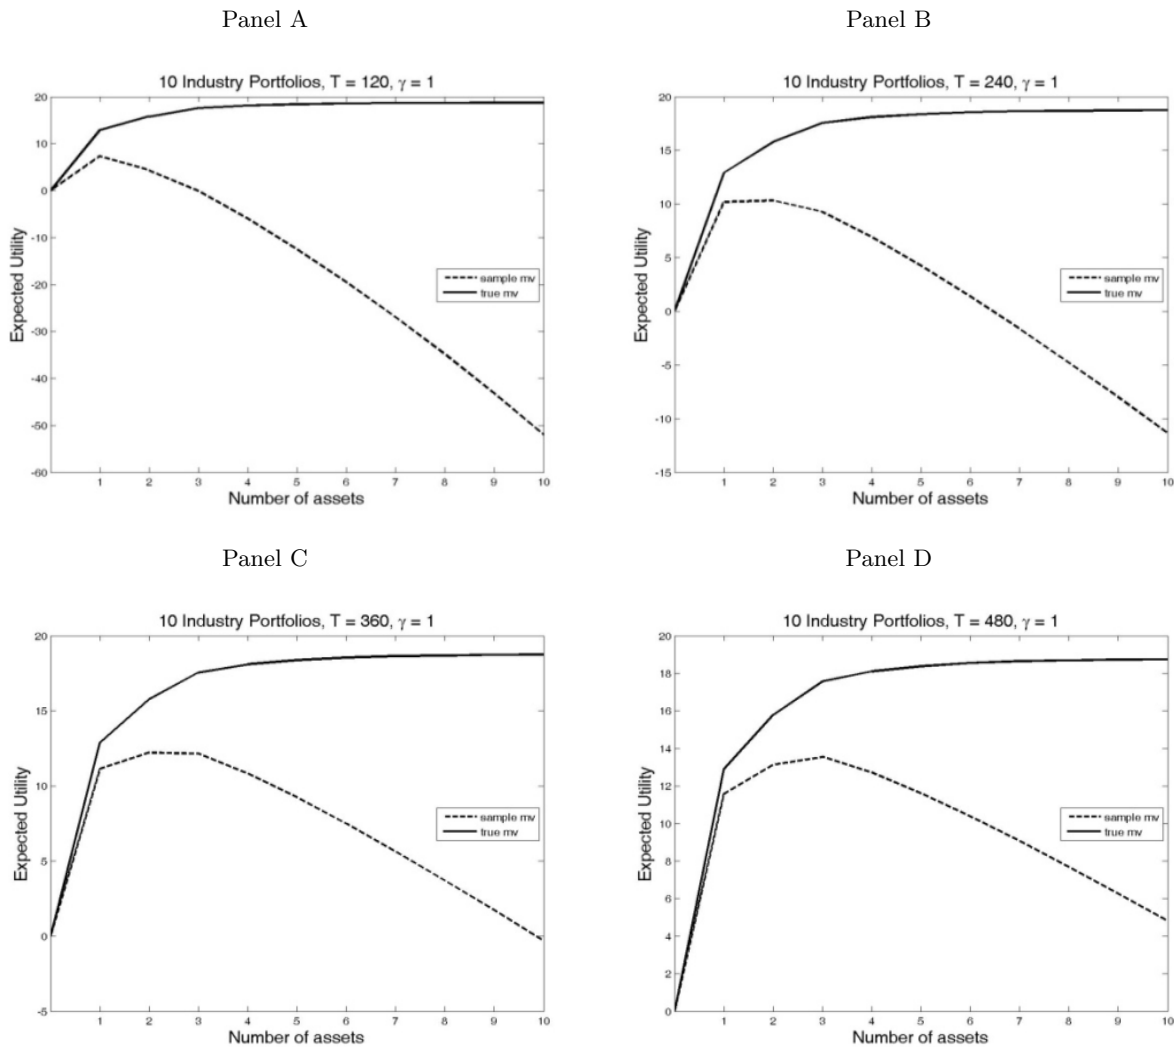 Panel A
10 Industry Portfolios, T = 120, γ = 1
20
10
0
-10
-20
-30
-40
-50
-60
Expected Utility
sample mv
true mv
1 2 3 4 5 6 7 8 9 10
Number of assets
Panel B
10 Industry Portfolios, T = 240, γ = 1
20
15
10
5
0
-5
-10
-15
Expected Utility
sample mv
true mv
1 2 3 4 5 6 7 8 9 10
Number of assets
Panel C
10 Industry Portfolios, T = 360, γ = 1
20
15
10
5
0
-5
Expected Utility
sample mv
true mv
1 2 3 4 5 6 7 8 9 10
Number of assets
Panel D
10 Industry Portfolios, T = 480, γ = 1
20
18
16
14
12
10
8
6
4
2
0
Expected Utility
sample mv
true mv
1 2 3 4 5 6 7 8 9 10
Number of assets